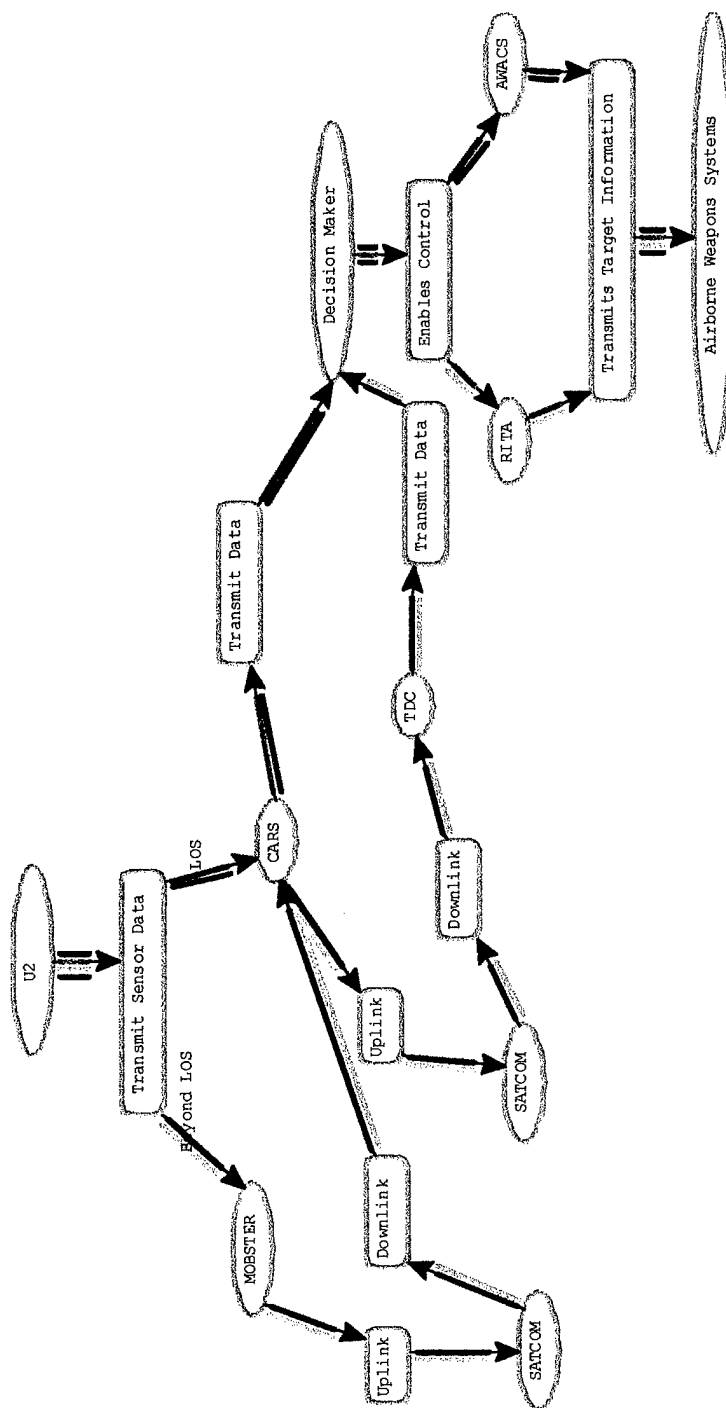 U2
Transmit Sensor Data
Beyond LOS
LOS
MOBSTER
CARS
Uplink
Downlink
SATCOM
Uplink
SATCOM
Downlink
TDC
Transmit Data
Transmit Data
Decision Maker
Enables Control
RITA
AWACS
Transmits Target Information
Airborne Weapons Systems